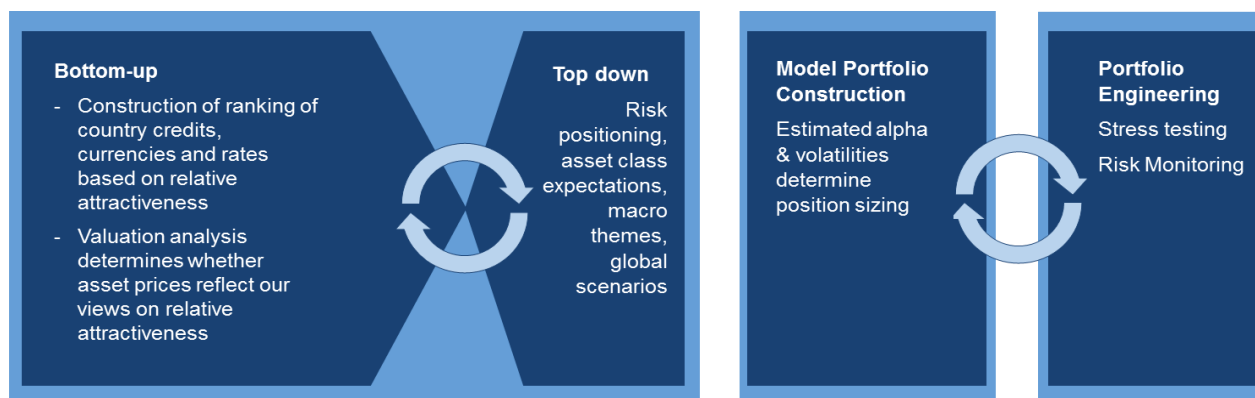 Bottom-up
- Construction of ranking of
country credits,
currencies and rates
based on relative
attractiveness
- Valuation analysis
determines whether
asset prices reflect our
views on relative
attractiveness
Top down
Risk
positioning,
asset class
expectations,
macro
themes,
global
scenarios
Model Portfolio
Construction
Estimated alpha
& volatilities
determine
position sizing
Portfolio
Engineering
Stress testing
Risk Monitoring